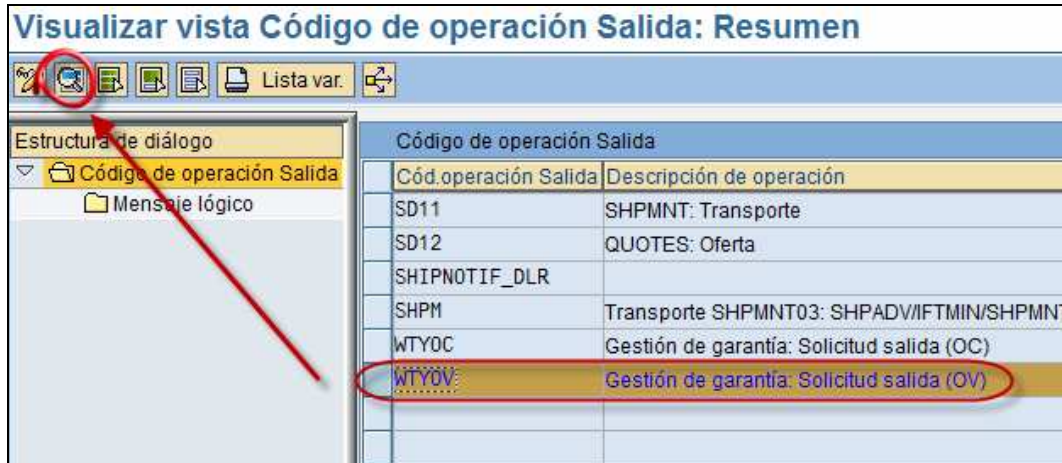 Visualizar vista Código de operación Salida: Resumen
Lista var.
Estructura de diálogo
Código de operación Salida
Mensaje lógico
Código de operación Salida
Cód.operación Salida Descripción de operación
SD11 SHPMNT: Transporte
SD12 QUOTES: Oferta
SHIPNOTIF_DLR
SHPM Transporte SHPMNT03: SHPADV/IFTMIN/SHPMNT
WTYOC Gestión de garantía: Solicitud salida (OC)
WTYOV Gestión de garantía: Solicitud salida (OV)